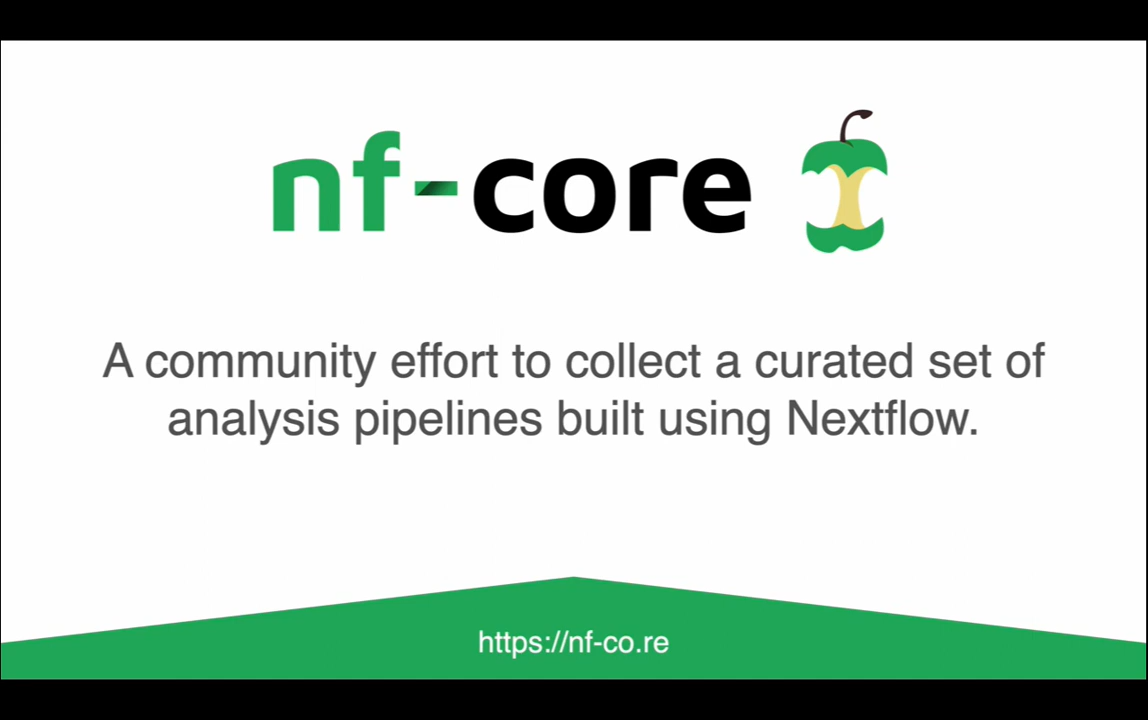 nf-core
A community effort to collect a curated set of
analysis pipelines built using Nextflow.
https://nf-co.re